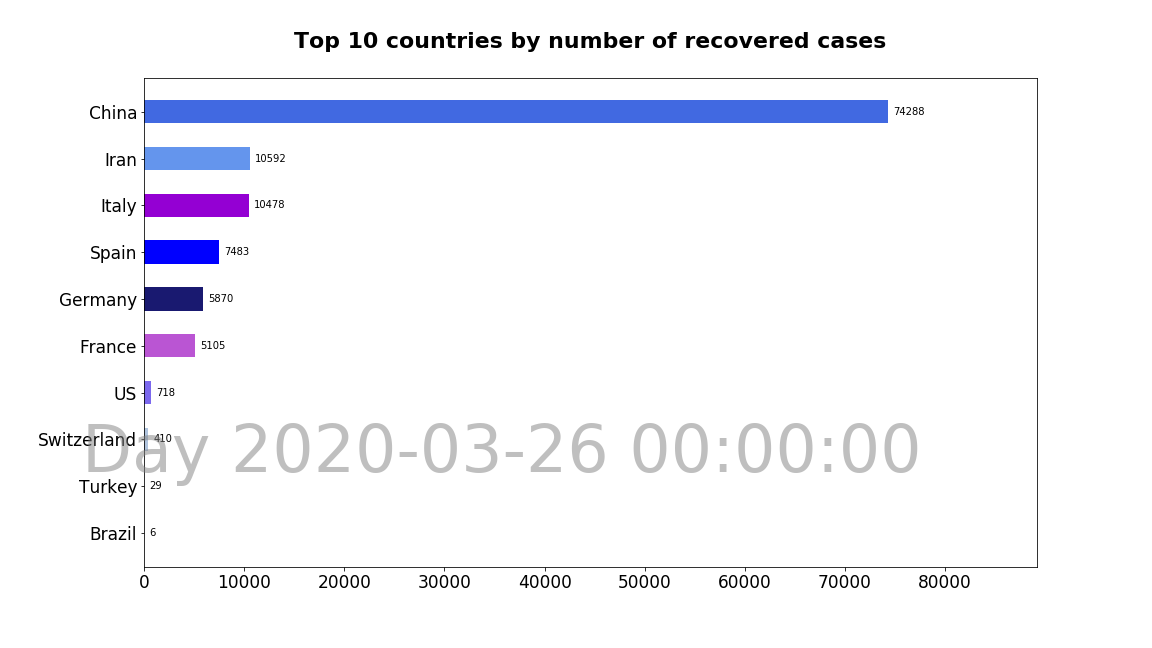 Top 10 countries by number of recovered cases
China 74288
Iran 10592
Italy 10478
Spain 7483
Germany 5870
France 5105
US 718
Switzerland 410
Day 2020-03-26 00:00:00
Turkey 29
Brazil 6
0 10000 20000 30000 40000 50000 60000 70000 80000